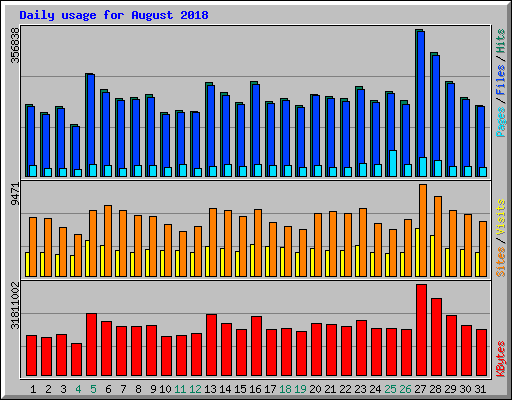 Daily usage for August 2018
356838
Pages / Files / Hits
9471
Sites / Visits
31811002
KBytes
1 2 3 4 5 6 7 8 9 10 11 12 13 14 15 16 17 18 19 20 21 22 23 24 25 26 27 28 29 30 31